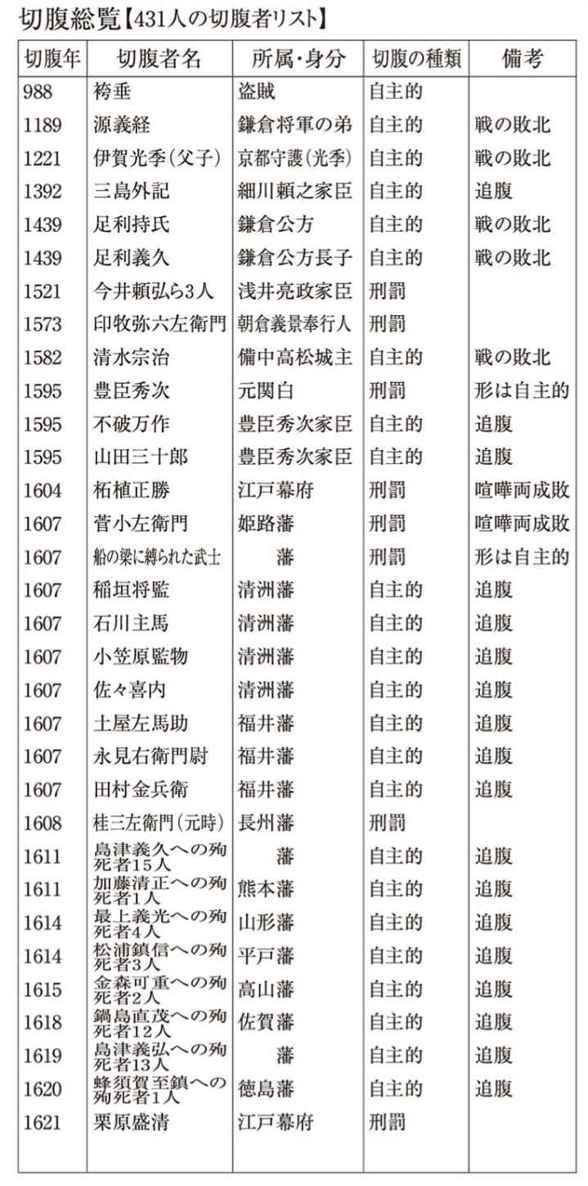 切腹総覧【431人の切腹者リスト】
切腹年 切腹者名 所属・身分 切腹の種類 備考
988 袴垂 盗賊 自主的
1189 源義経 鎌倉将軍の弟 自主的 戦の敗北
1221 伊賀光季(父子) 京都守護(光季) 自主的 戦の敗北
1392 三島外記 細川頼之家臣 自主的 追腹
1439 足利持氏 鎌倉公方 自主的 戦の敗北
1439 足利義久 鎌倉公方長子 自主的 戦の敗北
1521 今井頼弘ら3人 浅井亮政家臣 刑罰
1573 印牧弥六左衛門 朝倉義景奉行人 刑罰
1582 清水宗治 備中高松城主 自主的 戦の敗北
1595 豊臣秀次 元関白 刑罰 形は自主的
1595 不破万作 豊臣秀次家臣 自主的 追腹
1595 山田三十郎 豊臣秀次家臣 自主的 追腹
1604 柘植正勝 江戸幕府 刑罰 喧嘩両成敗
1607 菅小左衛門 姫路藩 刑罰 喧嘩両成敗
1607 船の梁に縛られた武士 藩 刑罰 形は自主的
1607 稲垣将監 清洲藩 自主的 追腹
1607 石川主馬 清洲藩 自主的 追腹
1607 小笠原監物 清洲藩 自主的 追腹
1607 佐々喜内 清洲藩 自主的 追腹
1607 土屋左馬助 福井藩 自主的 追腹
1607 永見右衛門尉 福井藩 自主的 追腹
1607 田村金兵衛 福井藩 自主的 追腹
1608 桂三左衛門(元時) 長州藩 刑罰
1611 島津義久への殉死者15人 藩 自主的 追腹
1611 加藤清正への殉死者1人 熊本藩 自主的 追腹
1614 最上義光への殉死者4人 山形藩 自主的 追腹
1614 松浦鎮信への殉死者3人 平戸藩 自主的 追腹
1615 金森可重への殉死者2人 高山藩 自主的 追腹
1618 鍋島直茂への殉死者12人 佐賀藩 自主的 追腹
1619 島津義弘への殉死者13人 藩 自主的 追腹
1620 蜂須賀至鎮への殉死者1人 徳島藩 自主的 追腹
1621 栗原盛清 江戸幕府 刑罰